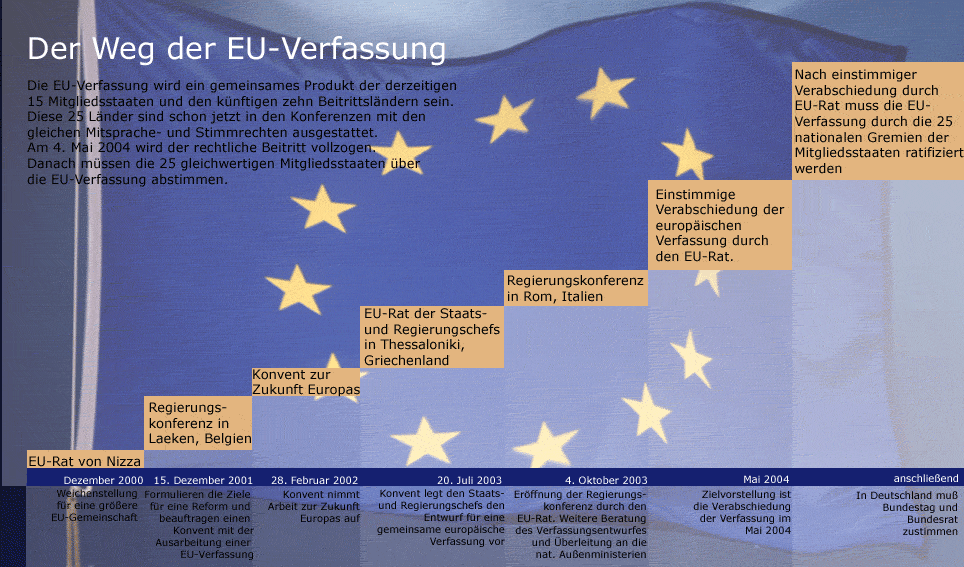 Der Weg der EU-Verfassung
Die EU-Verfassung wird ein gemeinsames Produkt der derzeitigen
15 Mitgliedsstaaten und den künftigen zehn Beitrittsländern sein.
Diese 25 Länder sind schon jetzt in den Konferenzen mit den
gleichen Mitsprache- und Stimmrechten ausgestattet.
Am 4. Mai 2004 wird der rechtliche Beitritt vollzogen.
Danach müssen die 25 gleichwertigen Mitgliedsstaaten über
die EU-Verfassung abstimmen.
Nach einstimmiger
Verabschiedung durch
EU-Rat muss die EU-
Verfassung durch die 25
nationalen Gremien der
Mitgliedsstaaten ratifiziert
werden
Einstimmige
Verabschiedung der
europäischen
Verfassung durch
den EU-Rat.
Regierungskonferenz
in Rom, Italien
EU-Rat der Staats-
und Regierungschefs
in Thessaloniki,
Griechenland
Konvent zur
Zukunft Europas
Regierungs-
konferenz in
Laeken, Belgien
EU-Rat von Nizza
Dezember 2000
Weichenstellung
für eine größere
EU-Gemeinschaft
15. Dezember 2001
Formulieren die Ziele
für eine Reform und
beauftragen einen
Konvent mit der
Ausarbeitung einer
EU-Verfassung
28. Februar 2002
Konvent nimmt
Arbeit zur Zukunft
Europas auf
20. Juli 2003
Konvent legt den Staats-
und Regierungschefs den
Entwurf für eine
gemeinsame europäische
Verfassung vor
4. Oktober 2003
Eröffnung der Regierungs-
konferenz durch den
EU-Rat. Weitere Beratung
des Verfassungsentwurfes
und Überleitung an die
nat. Außenministerien
Mai 2004
Zielvorstellung ist
die Verabschiedung
der Verfassung im
Mai 2004
anschließend
In Deutschland muß
Bundestag und
Bundesrat
zustimmen